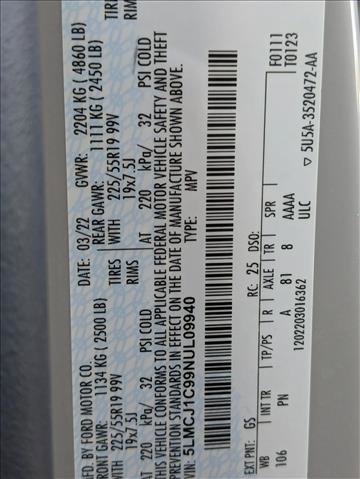 MFD. BY FORD MOTOR CO.
DATE: 03/22 GVWR: 2204 KG ( 4860 LB)
FRONT GAWR: 1134 KG ( 2500 LB) REAR GAWR: 1111 KG ( 2450 LB)
225/55R19 99V TIRES WITH 225/55R19 99V TIRES
19x7.5J RIMS 19x7.5J RIMS
AT 220 kPa/ 32 PSI COLD AT 220 kPa/ 32 PSI COLD
THIS VEHICLE CONFORMS TO ALL APPLICABLE FEDERAL MOTOR VEHICLE SAFETY AND THEFT
PREVENTION STANDARDS IN EFFECT ON THE DATE OF MANUFACTURE SHOWN ABOVE.
VIN: 5LMCJ1C99NUL09940 TYPE: MPV
F0111
T0123
EXT PNT: GS RC: 25 DSO:
WB INT TR TP/PS R AXLE TR SPR
106 PN A 81 8 AAAA
ULC
1202203016362 ▽ 5U5A-3520472-AA